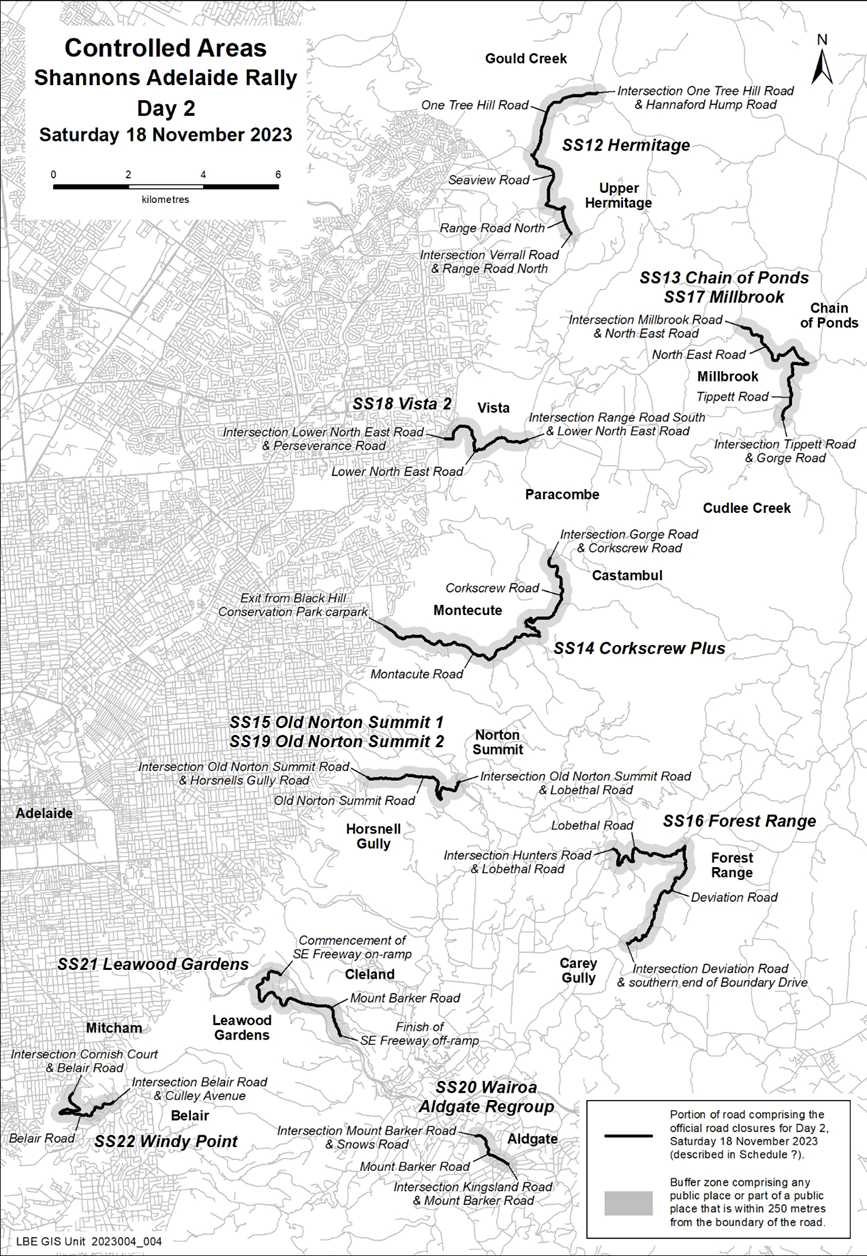 Controlled Areas
Shannons Adelaide Rally
Day 2
Saturday 18 November 2023
0 2 4 6
kilometres
N
Gould Creek
Intersection One Tree Hill Road
& Hannaford Hump Road
One Tree Hill Road
SS12 Hermitage
Seaview Road
Upper
Hermitage
Range Road North
Intersection Verrall Road
& Range Road North
SS13 Chain of Ponds
SS17 Millbrook
Chain
of Ponds
Intersection Millbrook Road
& North East Road
North East Road
Millbrook
Tippett Road
Intersection Tippett Road
& Gorge Road
SS18 Vista 2
Vista
Intersection Range Road South
& Lower North East Road
Intersection Lower North East Road
& Perseverance Road
Lower North East Road
Paracombe
Cudlee Creek
Intersection Gorge Road
& Corkscrew Road
Castambul
Corkscrew Road
Exit from Black Hill
Conservation Park carpark
Montecute
SS14 Corkscrew Plus
Montacute Road
SS15 Old Norton Summit 1
SS19 Old Norton Summit 2
Norton
Summit
Intersection Old Norton Summit Road
& Horsnells Gully Road
Intersection Old Norton Summit Road
& Lobethal Road
Old Norton Summit Road
Adelaide
Horsnell
Gully
SS16 Forest Range
Lobethal Road
Intersection Hunters Road
& Lobethal Road
Forest
Range
Deviation Road
Carey
Gully
Intersection Deviation Road
& southern end of Boundary Drive
SS21 Leawood Gardens
Commencement of
SE Freeway on-ramp
Cleland
Mount Barker Road
Leawood
Gardens
Finish of
SE Freeway off-ramp
Mitcham
Intersection Cornish Court
& Belair Road
Intersection Belair Road
& Culley Avenue
Belair
Belair Road
SS22 Windy Point
SS20 Wairoa
Aldgate Regroup
Intersection Mount Barker Road
& Snows Road
Aldgate
Mount Barker Road
Intersection Kingsland Road
& Mount Barker Road
Portion of road comprising the
official road closures for Day 2,
Saturday 18 November 2023
(described in Schedule ?).
Buffer zone comprising any
public place or part of a public
place that is within 250 metres
from the boundary of the road.
LBE GIS Unit 2023004_004